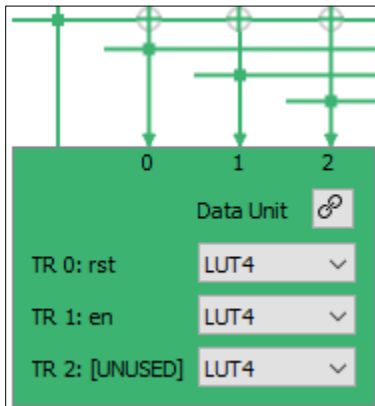 0 1 2
Data Unit
TR 0: rst LUT4
TR 1: en LUT4
TR 2: [UNUSED] LUT4